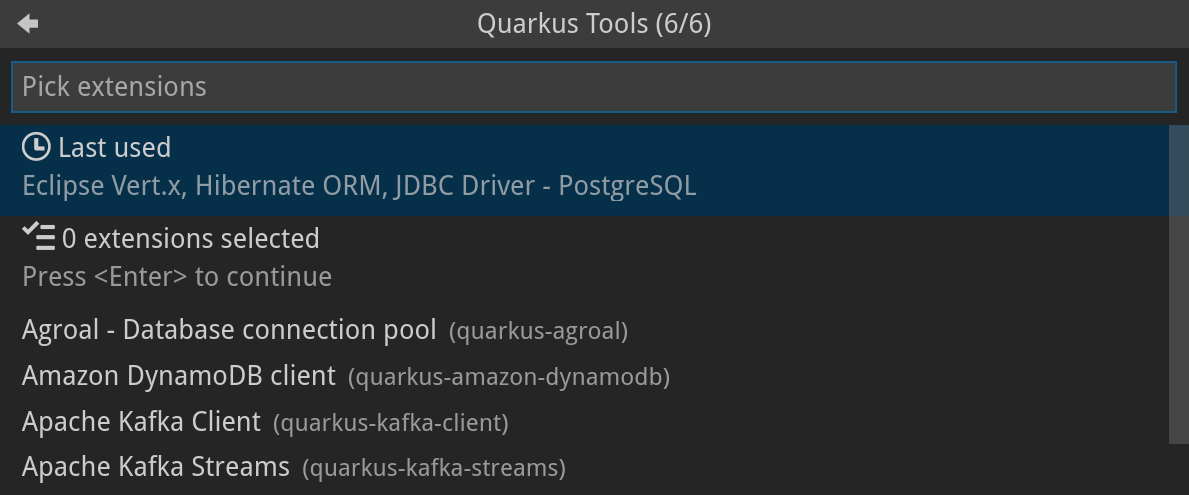 Quarkus Tools (6/6)
Pick extensions
Last used
Eclipse Vert.x, Hibernate ORM, JDBC Driver - PostgreSQL
0 extensions selected
Press <Enter> to continue
Agroal - Database connection pool (quarkus-agroal)
Amazon DynamoDB client (quarkus-amazon-dynamodb)
Apache Kafka Client (quarkus-kafka-client)
Apache Kafka Streams (quarkus-kafka-streams)